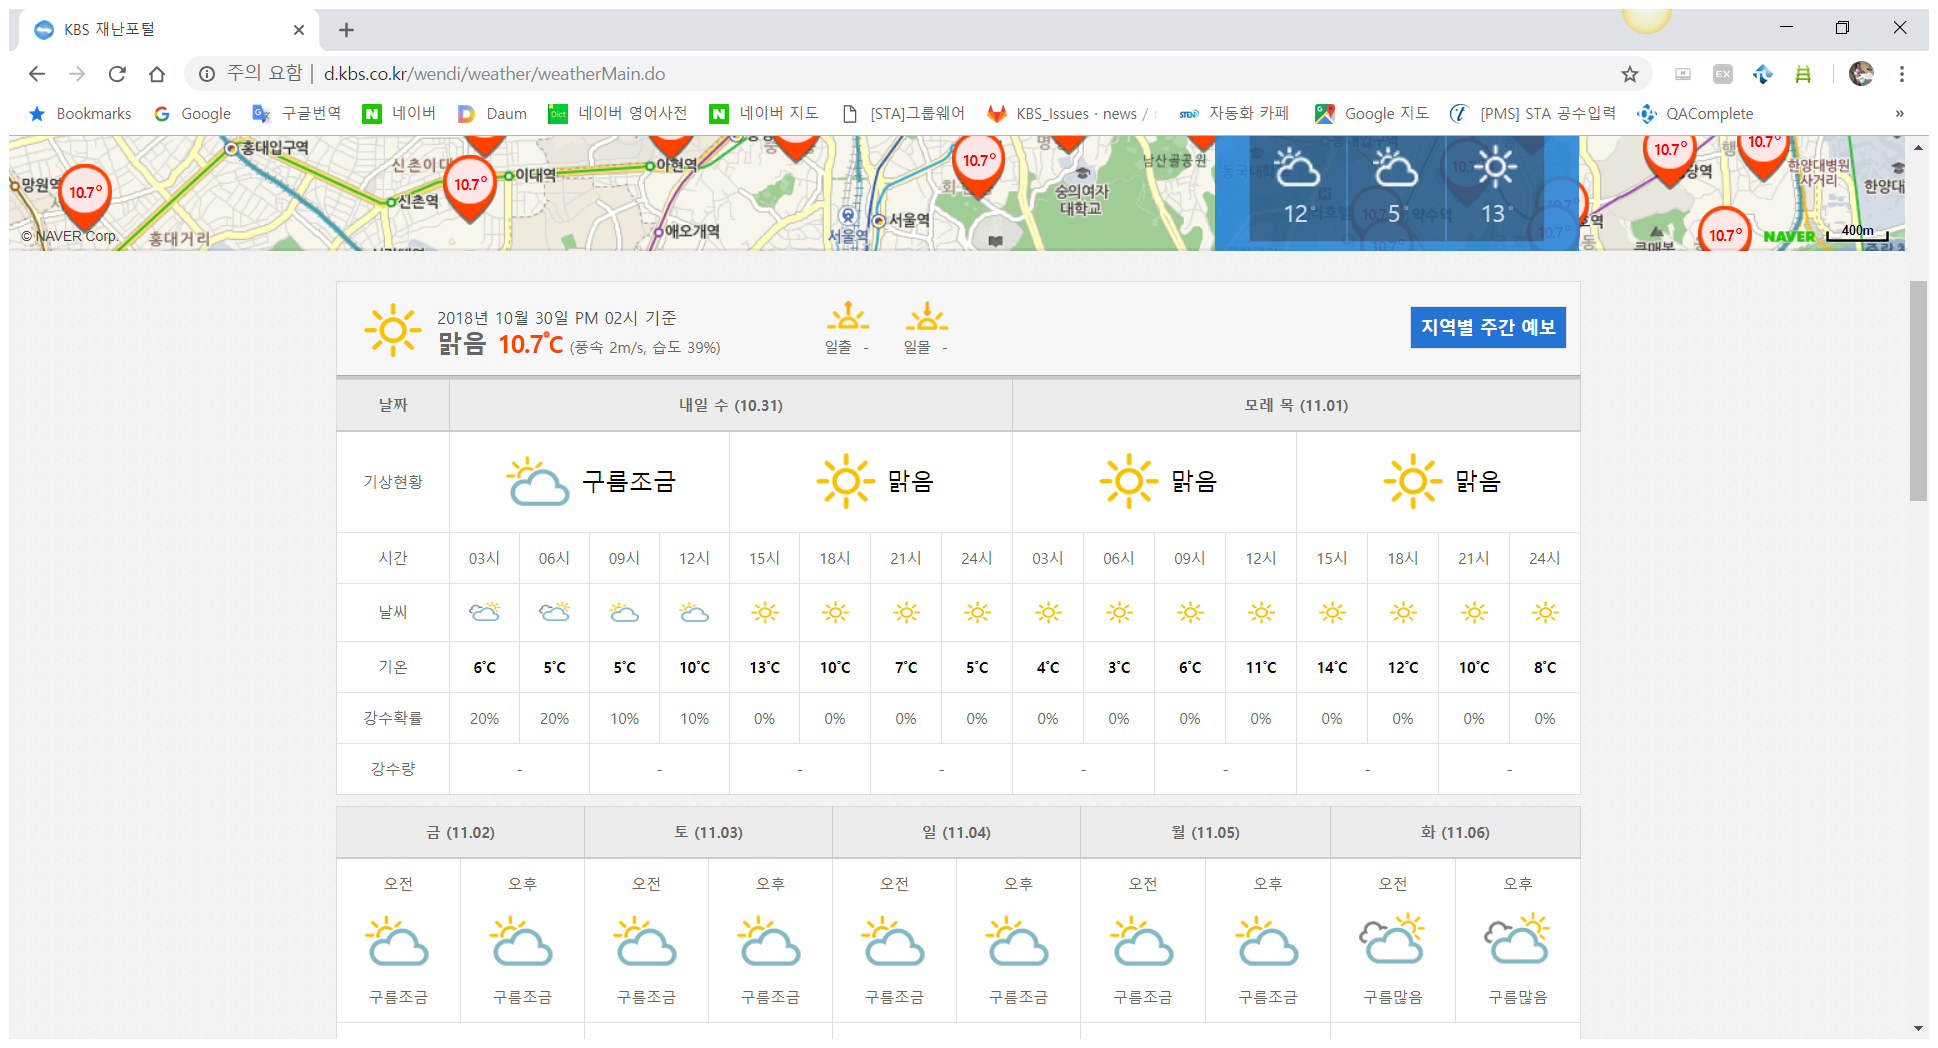 KBS 재난포털
주의 요함 | d.kbs.co.kr/wendi/weather/weatherMain.do
Bookmarks Google 구글번역 네이버 Daum 네이버 영어사전 네이버 지도 [STA]그룹웨어 KBS_Issues · news / 자동화 카페 Google 지도 [PMS] STA 공수입력 QAComplete »
홍대입구역
망원역
10.7°
신촌이대
10.7°
이대역
아현역
신촌역
애오개역
홍대거리
© NAVER Corp.
서울역
서울역
10.7°
숭의여자
대학교
남산골공원
12° 5° 13°
10.7°
10.7°
한양대병원
사거리
한양대
10.7°
NAVER
400m
2018년 10월 30일 PM 02시 기준
맑음 10.7°C (풍속 2m/s, 습도 39%)
일출 - 일몰 -
지역별 주간 예보
날짜 내일 수 (10.31) 모레 목 (11.01)
기상현황 구름조금 맑음 맑음 맑음
시간 03시 06시 09시 12시 15시 18시 21시 24시 03시 06시 09시 12시 15시 18시 21시 24시
날씨
기온 6°C 5°C 5°C 10°C 13°C 10°C 7°C 5°C 4°C 3°C 6°C 11°C 14°C 12°C 10°C 8°C
강수확률 20% 20% 10% 10% 0% 0% 0% 0% 0% 0% 0% 0% 0% 0% 0% 0%
강수량 - - - - - - - -
금 (11.02) 토 (11.03) 일 (11.04) 월 (11.05) 화 (11.06)
오전 오후 오전 오후 오전 오후 오전 오후 오전 오후
구름조금 구름조금 구름조금 구름조금 구름조금 구름조금 구름조금 구름조금 구름많음 구름많음